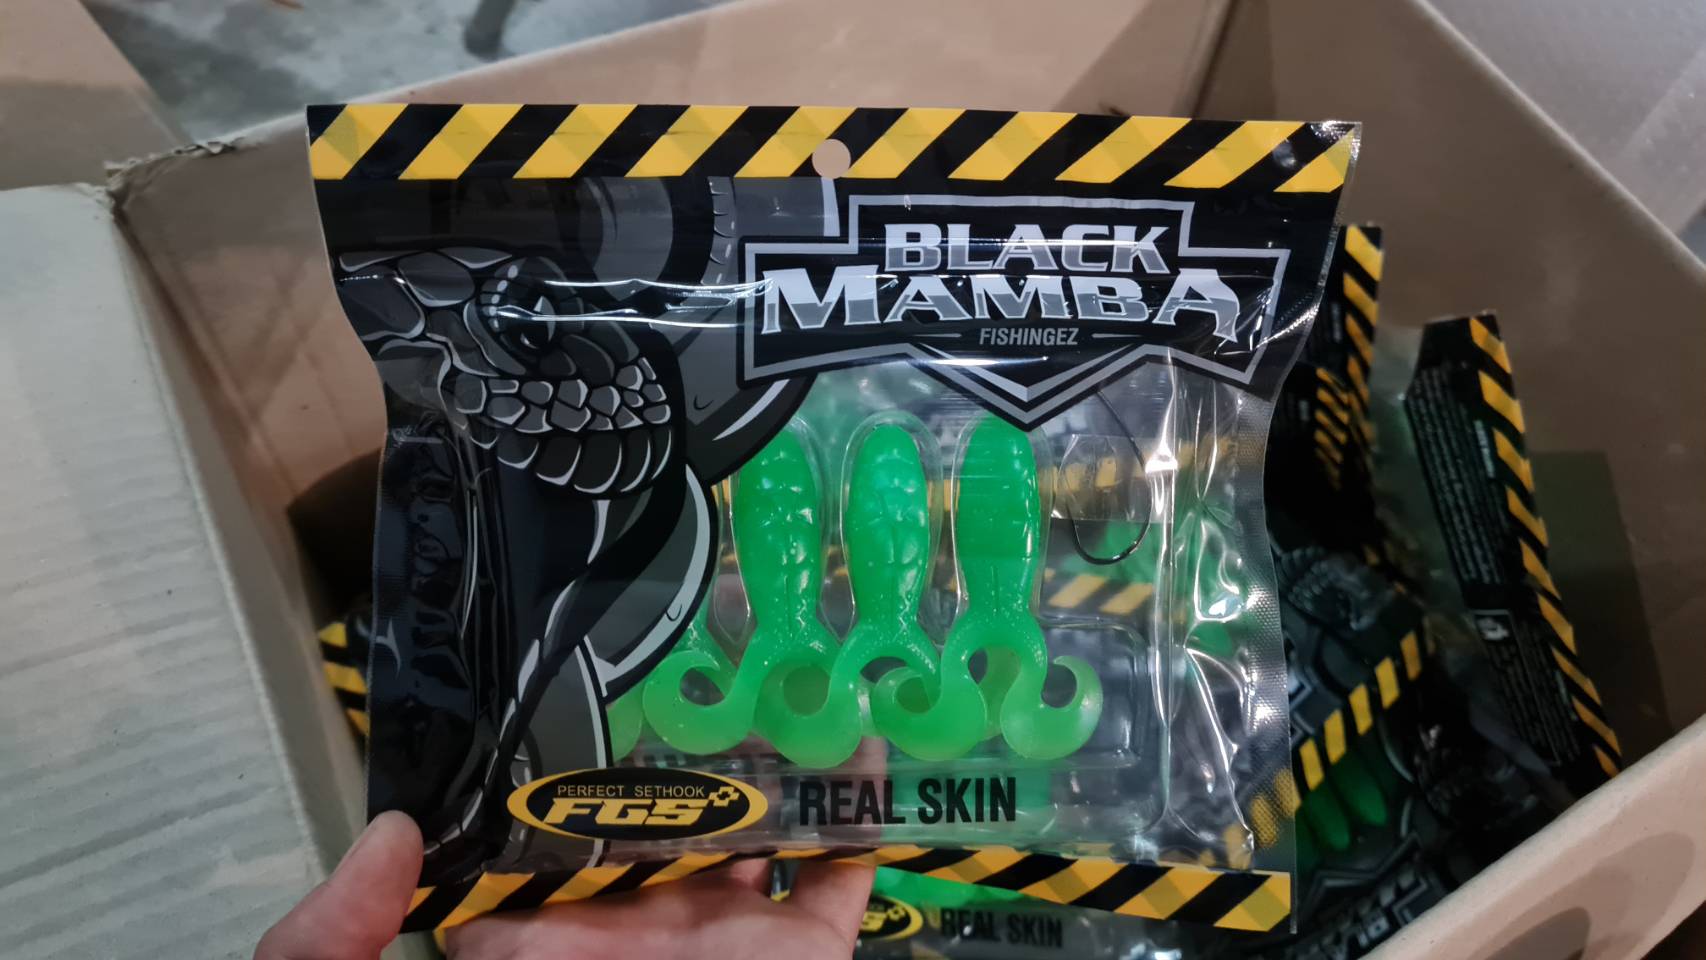 BLACK
MAMBA
FISHINGEZ
PERFECT SETHOOK
FGS+
REAL SKIN
REAL SKIN